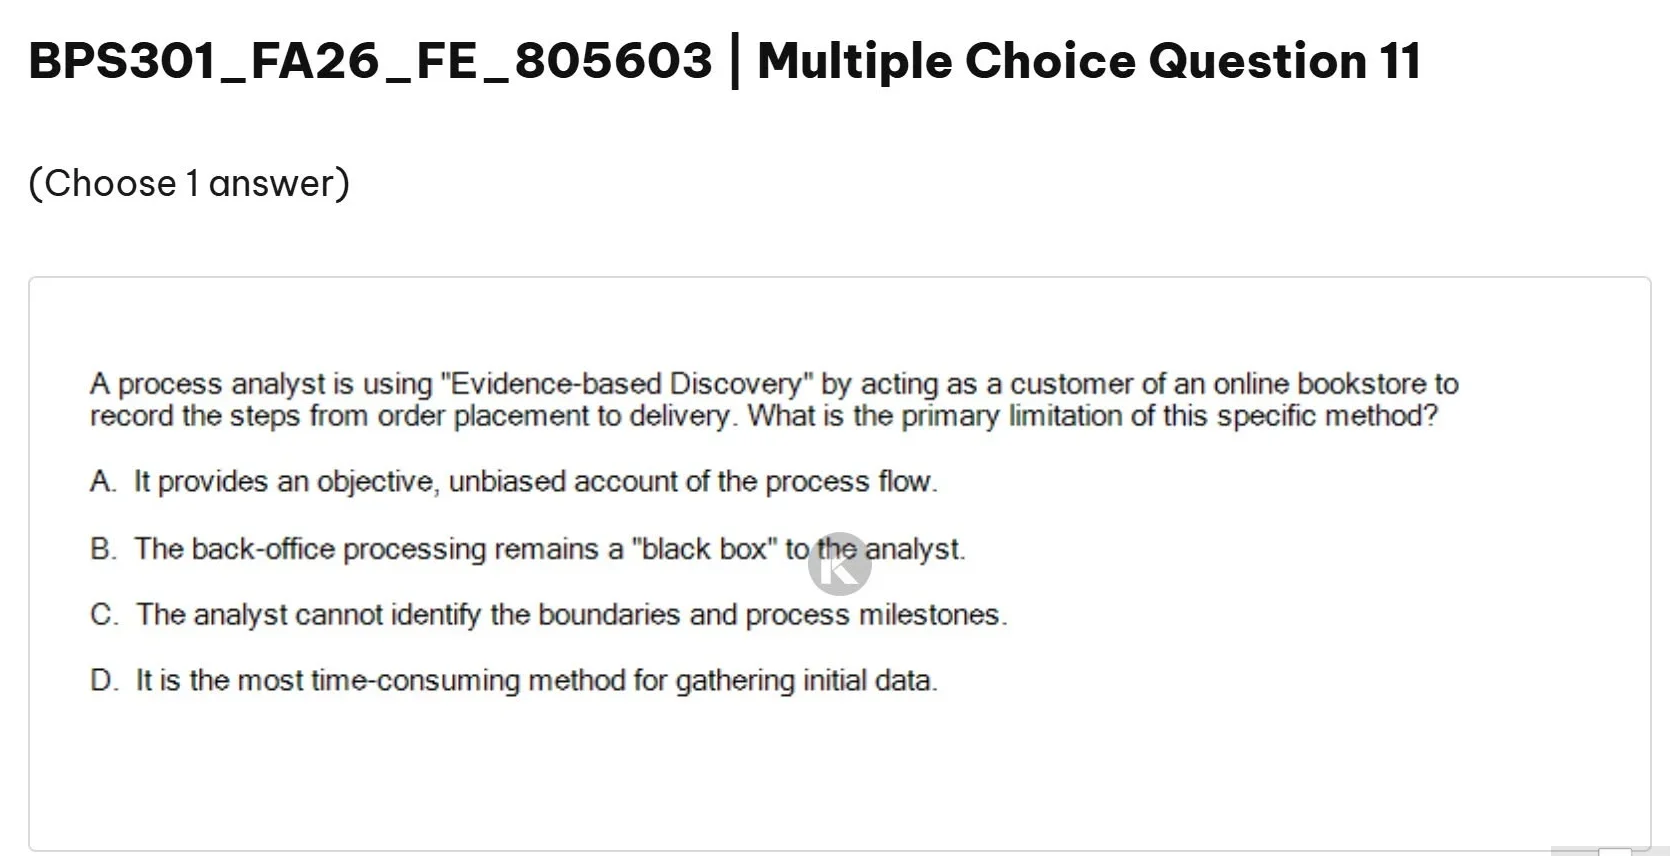 BPS301_FA26_FE_805603 | Multiple Choice Question 11
(Choose 1 answer)
A process analyst is using "Evidence-based Discovery" by acting as a customer of an online bookstore to
record the steps from order placement to delivery. What is the primary limitation of this specific method?
A. It provides an objective, unbiased account of the process flow.
B. The back-office processing remains a "black box" to the analyst.
C. The analyst cannot identify the boundaries and process milestones.
D. It is the most time-consuming method for gathering initial data.